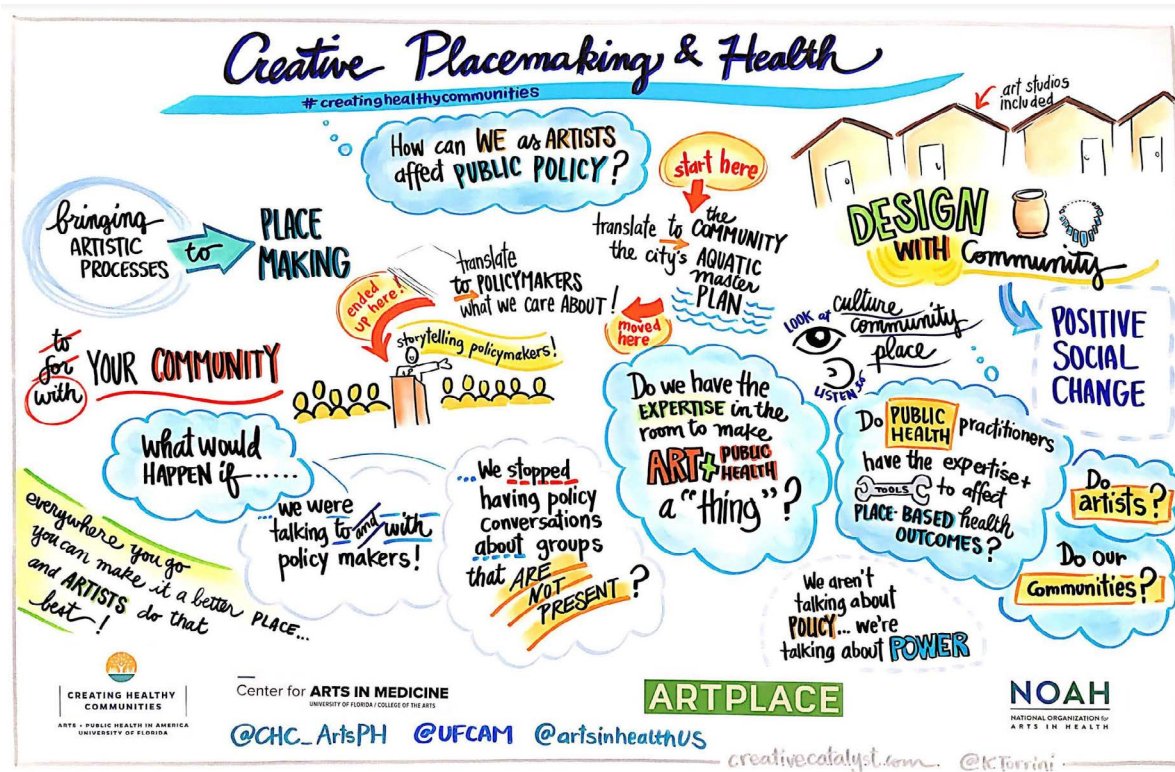 Creative Placemaking & Health
#creatinghealthycommunities
How can WE as ARTISTS
affect PUBLIC POLICY?
art studios
included
bringing
ARTISTIC
PROCESSES
to
PLACE
MAKING
to
for
with
YOUR COMMUNITY
start here
translate to the COMMUNITY
the city's AQUATIC
master
PLAN
moved
here
translate
to POLICYMAKERS
what we care ABOUT!
ended
up here!
storytelling policymakers!
DESIGN
WITH Community
LOOK at
LISTEN to
culture
community
place
POSITIVE
SOCIAL
CHANGE
what would
HAPPEN if......
...we were
talking to and with
policy makers!
...We stopped
having policy
conversations
about groups
that ARE
NOT
PRESENT?
Do we have the
EXPERTISE in the
room to make
ART + PUBLIC
HEALTH
a "thing"?
Do PUBLIC
HEALTH practitioners
have the expertise +
TOOLS to affect
PLACE-BASED health
OUTCOMES?
Do
artists?
Do our
Communities?
We aren't
talking about
POLICY... we're
talking about POWER
everywhere you go
you can make it a better PLACE...
and ARTISTS do that
best!
CREATING HEALTHY
COMMUNITIES
ARTS + PUBLIC HEALTH IN AMERICA
UNIVERSITY OF FLORIDA
Center for ARTS IN MEDICINE
UNIVERSITY OF FLORIDA / COLLEGE OF THE ARTS
ARTPLACE
NOAH
NATIONAL ORGANIZATION for
ARTS IN HEALTH
@CHC_ArtsPH @UFCAM @artsinhealthUS
creativecatalyst.com @KTorrini